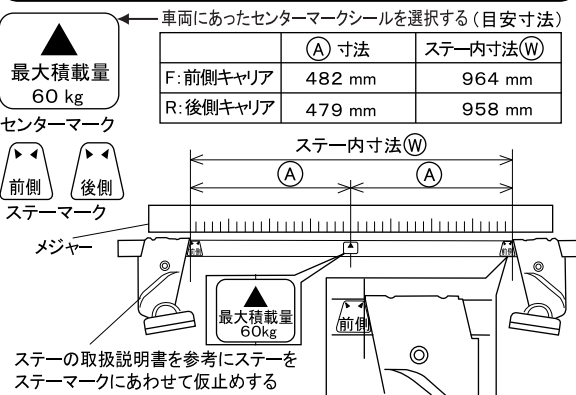 車両にあったセンターマークシールを選択する(目安寸法)
最大積載量
60 kg
センターマーク
Ⓐ 寸法 ステー内寸法Ⓦ
F:前側キャリア 482 mm 964 mm
R:後側キャリア 479 mm 958 mm
前側 後側
ステーマーク
ステー内寸法Ⓦ
Ⓐ Ⓐ
メジャー
前側 前側
最大積載量
60kg
前側
ステーの取扱説明書を参考にステーを
ステーマークにあわせて仮止めする